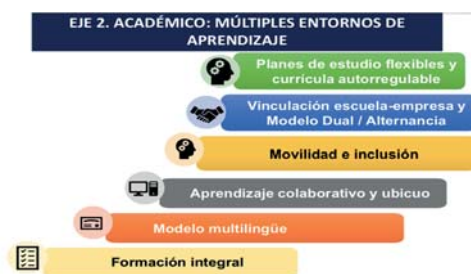 EJE 2. ACADÉMICO: MÚLTIPLES ENTORNOS DE
APRENDIZAJE
Planes de estudio flexibles y
currícula autorregulable
Vinculación escuela-empresa y
Modelo Dual / Alternancia
Movilidad e inclusión
Aprendizaje colaborativo y ubicuo
Modelo multilingüe
Formación integral